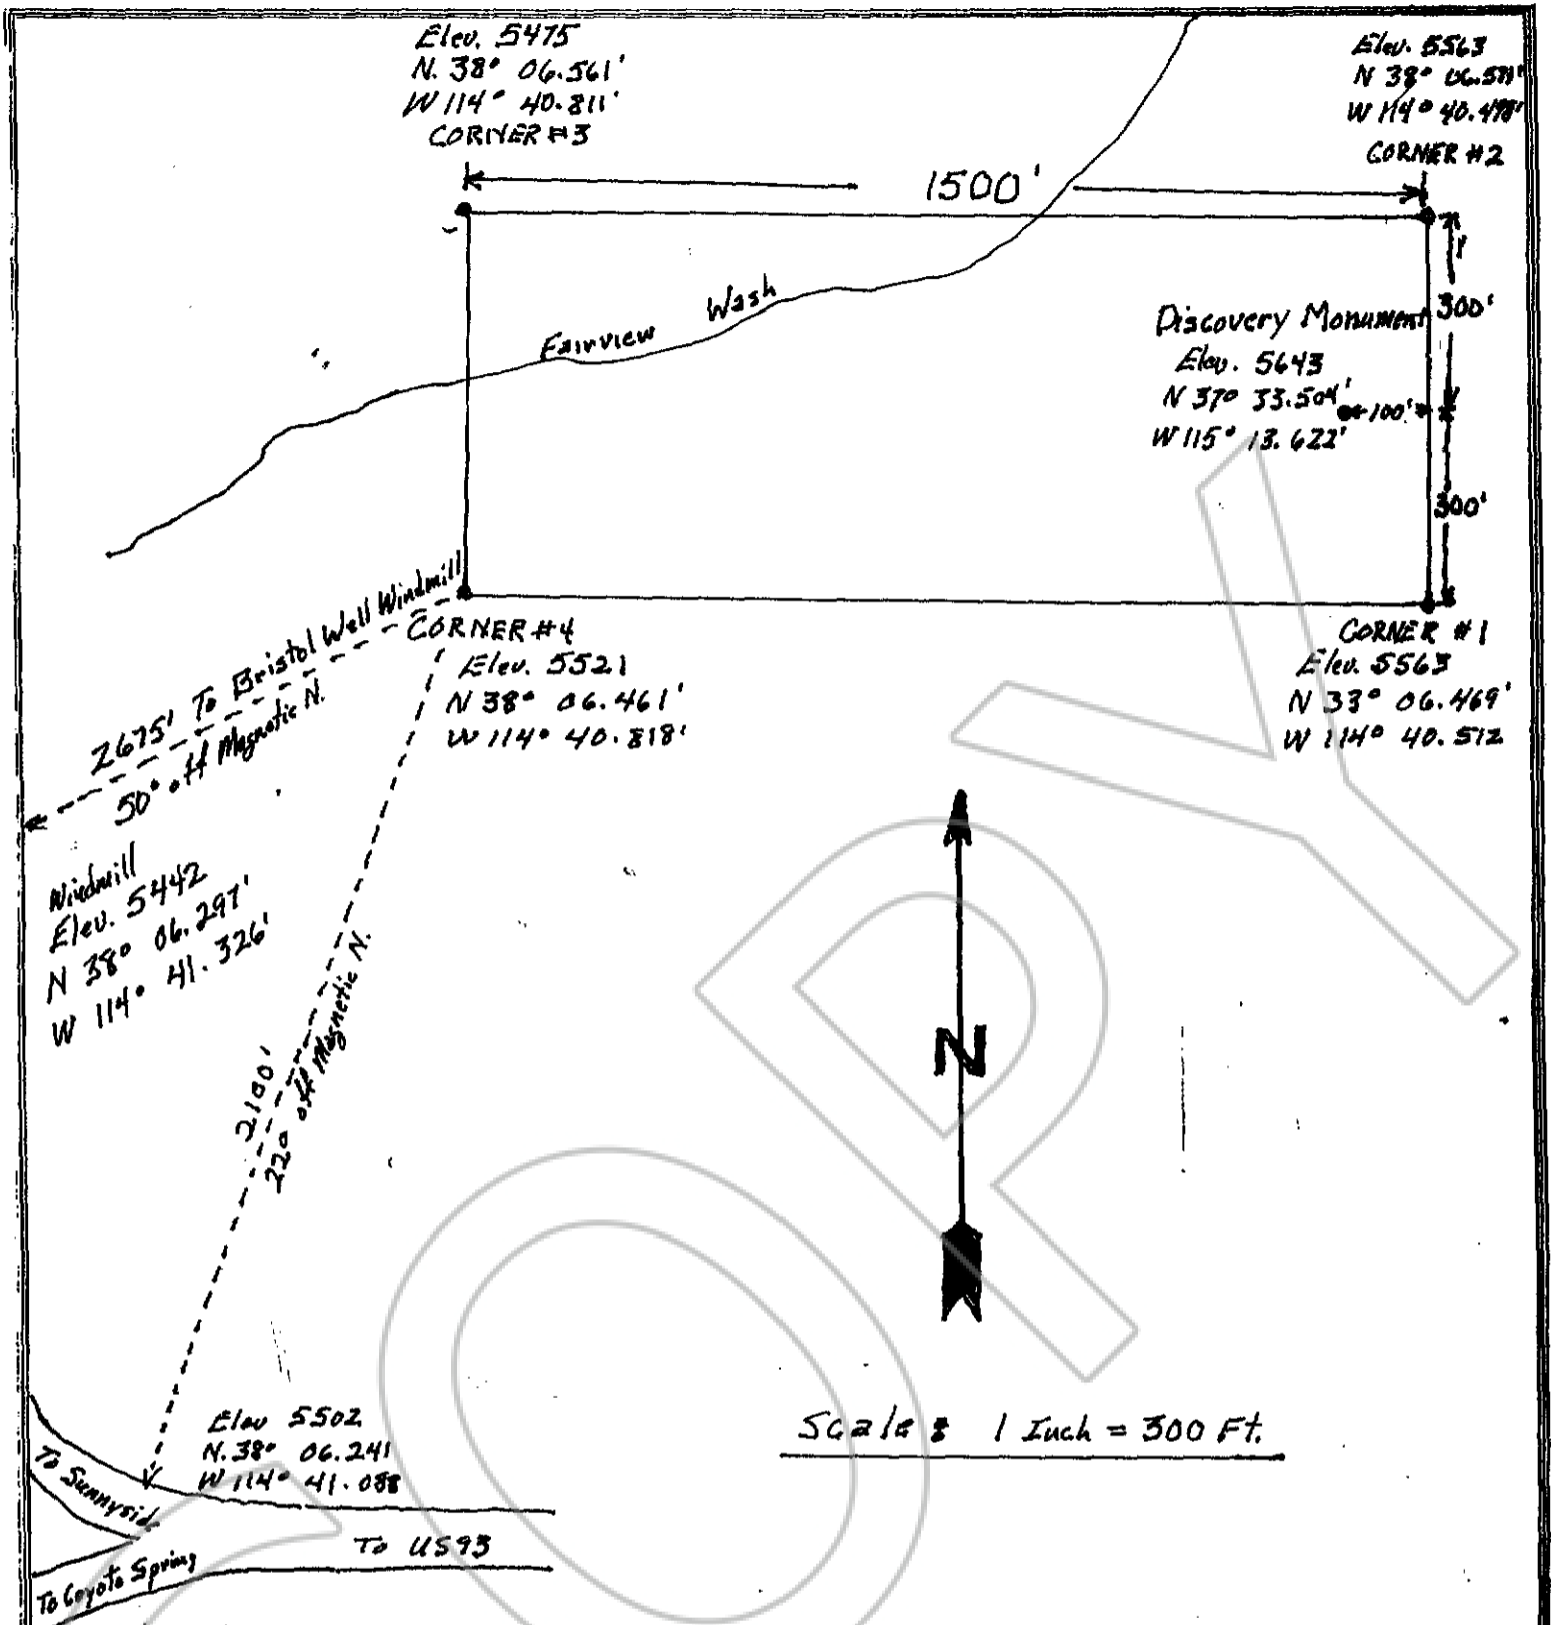 Elev. 5475
N. 38° 06.561'
W 114° 40.811'
CORNER #3
Elev. 5563
N 38° 06.571'
W 114° 40.498'
CORNER #2
1500'
300'
Discovery Monument
Elev. 5643
N 37° 33.504'
W 115° 13.622'
100'
300'
Fairview Wash
2675' To Bristol Well Windmill
50° off Magnetic N.
CORNER #4
Elev. 5521
N 38° 06.461'
W 114° 40.818'
CORNER #1
Elev. 5563
N 33° 06.469'
W 114° 40.512
Windmill
Elev. 5442
N 38° 06.297'
W 114° 41.326'
2100'
22° off Magnetic N.
N
Scale: 1 Inch = 300 Ft.
Elev 5502
N. 38° 06.241
W 114° 41.088
To Sunnyside
To US93
To Coyote Spring
COPY